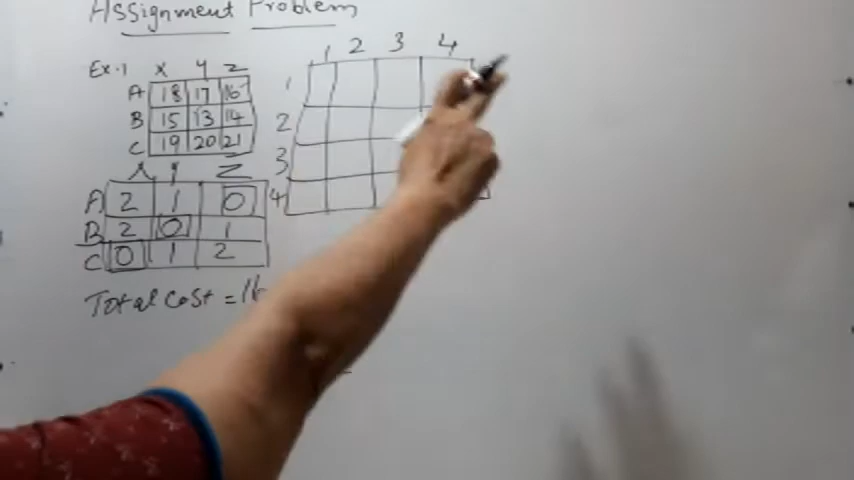 Assignment Problem
Ex.1 X Y Z
A 18 17 16
B 15 13 14
C 19 20 21
X Y Z
A 2 1 0
B 2 0 1
C 0 1 2
Total cost = 16
1 2 3 4
1
2
3
4